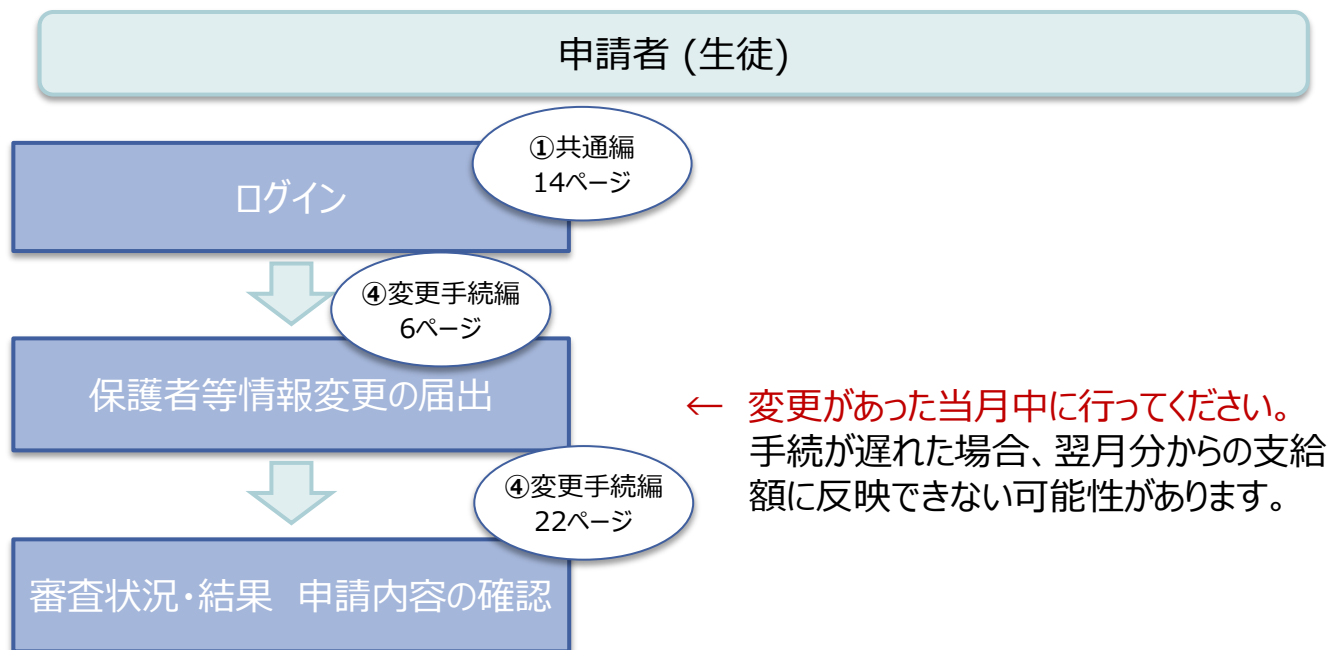 申請者 (生徒)
①共通編
14ページ
ログイン
④変更手続編
6ページ
保護者等情報変更の届出
← 変更があった当月中に行ってください。
手続が遅れた場合、翌月分からの支給
額に反映できない可能性があります。
④変更手続編
22ページ
審査状況・結果　申請内容の確認